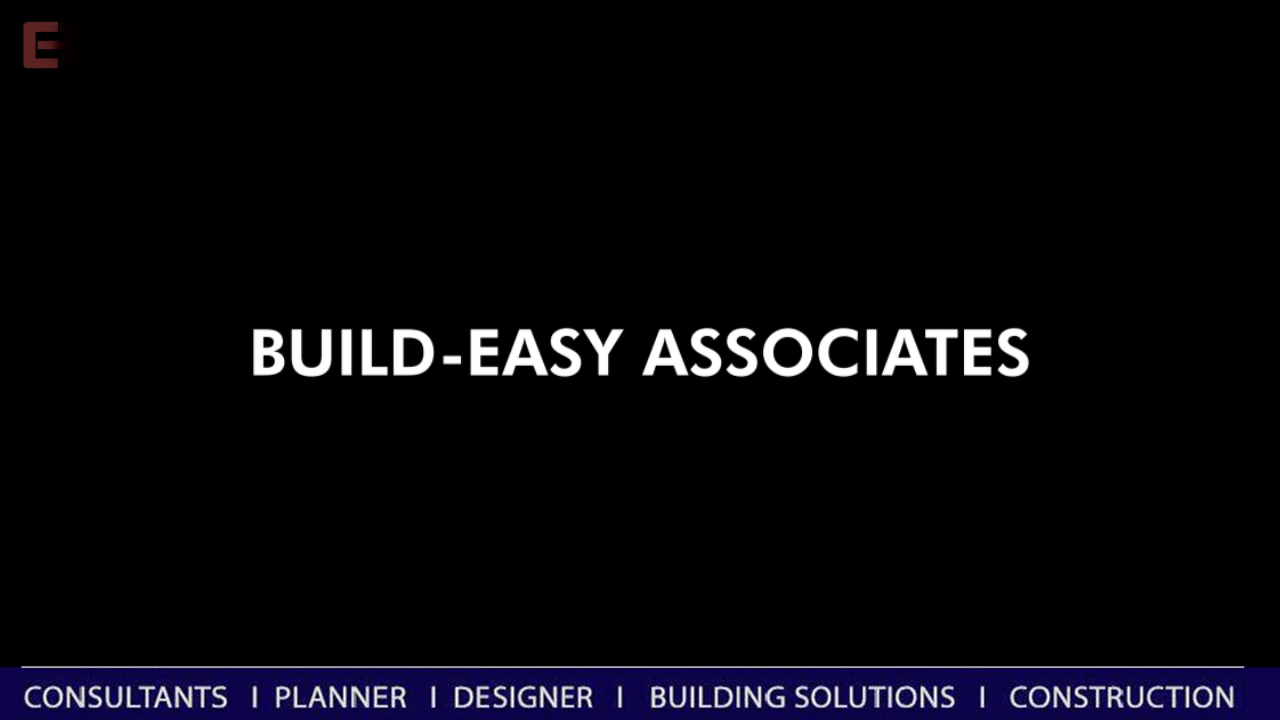 E
BUILD-EASY ASSOCIATES
CONSULTANTS I PLANNER I DESIGNER I BUILDING SOLUTIONS I CONSTRUCTION